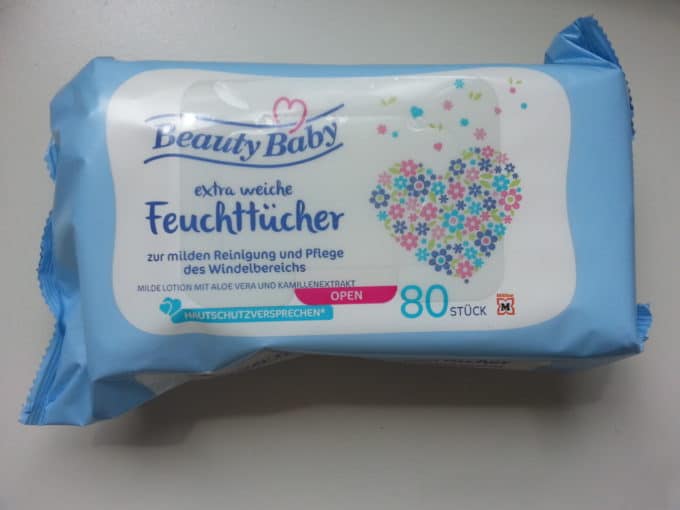 Beauty Baby
extra weiche
Feuchttücher
zur milden Reinigung und Pflege
des Windelbereichs
MILDE LOTION MIT ALOE VERA UND KAMILLENEXTRAKT
OPEN
HAUTSCHUTZVERSPRECHEN*
80 STÜCK
M